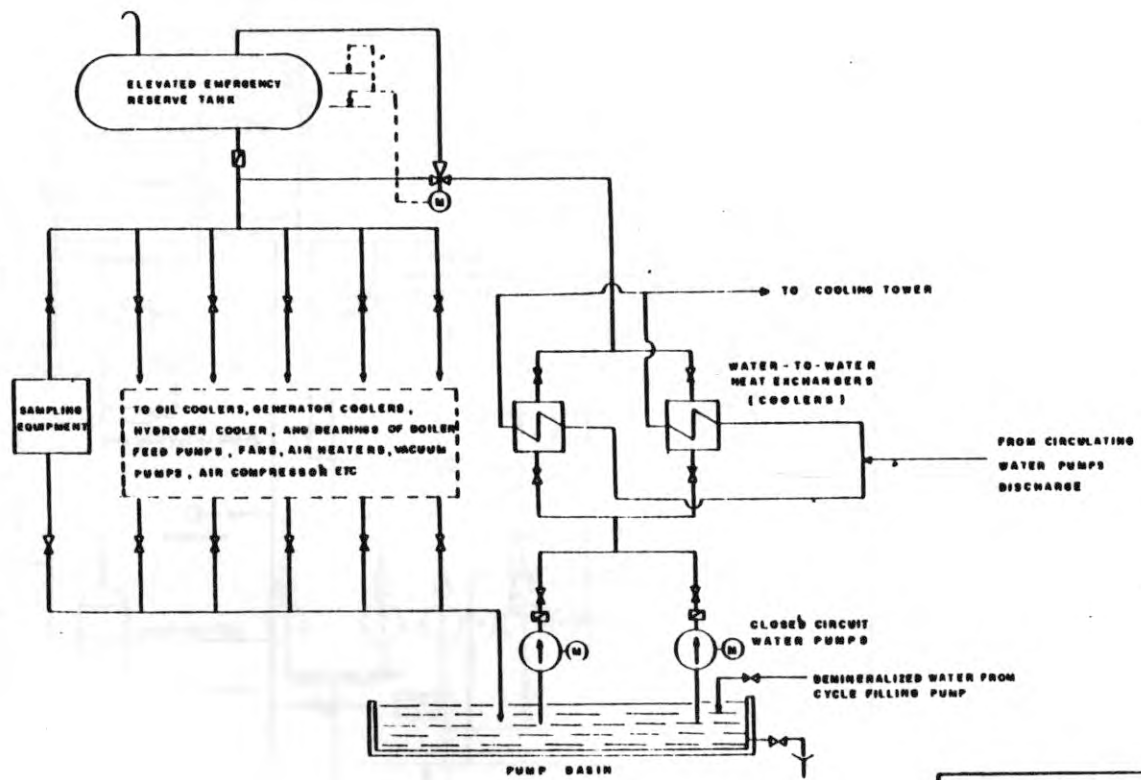 ELEVATED EMERGENCY
RESERVE TANK
M
TO COOLING TOWER
WATER-TO-WATER
HEAT EXCHANGERS
(COOLERS)
SAMPLING
EQUIPMENT
TO OIL COOLERS, GENERATOR COOLERS,
HYDROGEN COOLER, AND BEARINGS OF BOILER
FEED PUMPS, FANS, AIR HEATERS, VACUUM
PUMPS, AIR COMPRESSOR ETC
FROM CIRCULATING
WATER PUMPS
DISCHARGE
CLOSED CIRCUIT
WATER PUMPS
M
M
DEMINERALIZED WATER FROM
CYCLE FILLING PUMP
PUMP BASIN